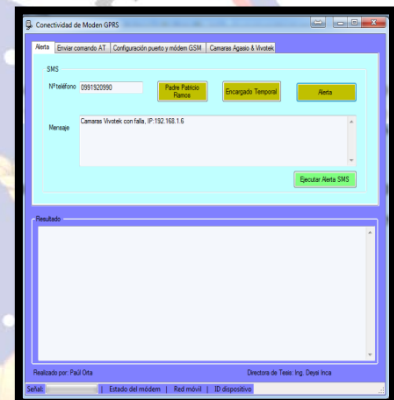 Conectividad de Moden GPRS
Alerta Enviar comando AT Configuración puerto y módem GSM Camaras Agasio & Vivotek
SMS
Nºteléfono 0991920990 Padre Patricio Ramos Encargado Temporal Alerta
Mensaje Camaras Vivotek con falla, IP:192.168.1.6
Ejecutar Alerta SMS
Resultado
Realizado por: Paúl Orta Directora de Tesis: Ing. Deysi Inca
Señal: | Estado del módem | Red móvil | ID dispositivo